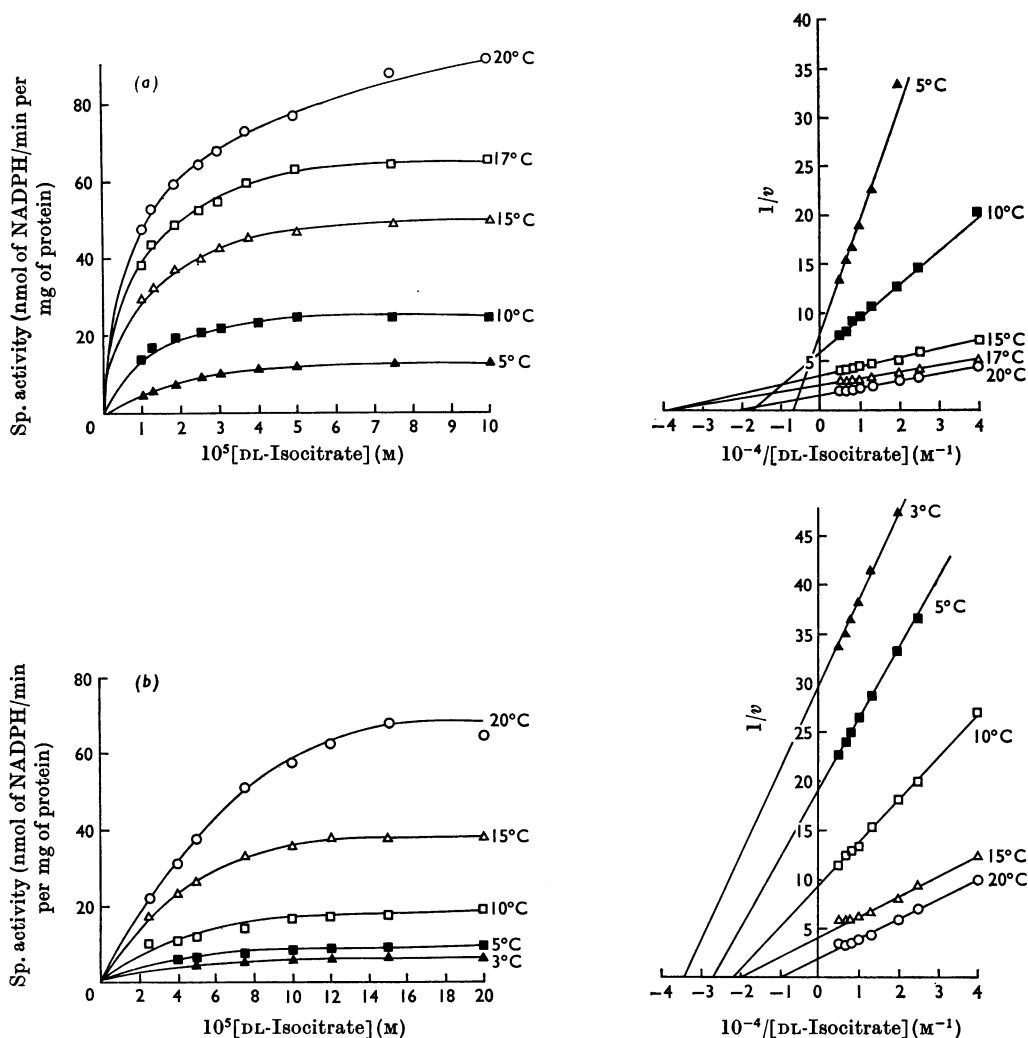 (a)
Sp. activity (nmol of NADPH/min per
mg of protein)
80
60
40
20
0
1
2
3
4
5
6
7
8
9
10
10⁵[DL-Isocitrate] (M)
20°C
17°C
15°C
10°C
5°C
1/v
40
35
30
25
20
15
10
5
−4
−3
−2
−1
0
1
2
3
4
10⁻⁴/[DL-Isocitrate] (M⁻¹)
5°C
10°C
15°C
17°C
20°C
(b)
Sp. activity (nmol of NADPH/min
per mg of protein)
80
60
40
20
0
2
4
6
8
10
12
14
16
18
20
10⁵[DL-Isocitrate] (M)
20°C
15°C
10°C
5°C
3°C
1/v
45
40
35
30
25
20
15
10
5
−4
−3
−2
−1
0
1
2
3
4
10⁻⁴/[DL-Isocitrate] (M⁻¹)
3°C
5°C
10°C
15°C
20°C